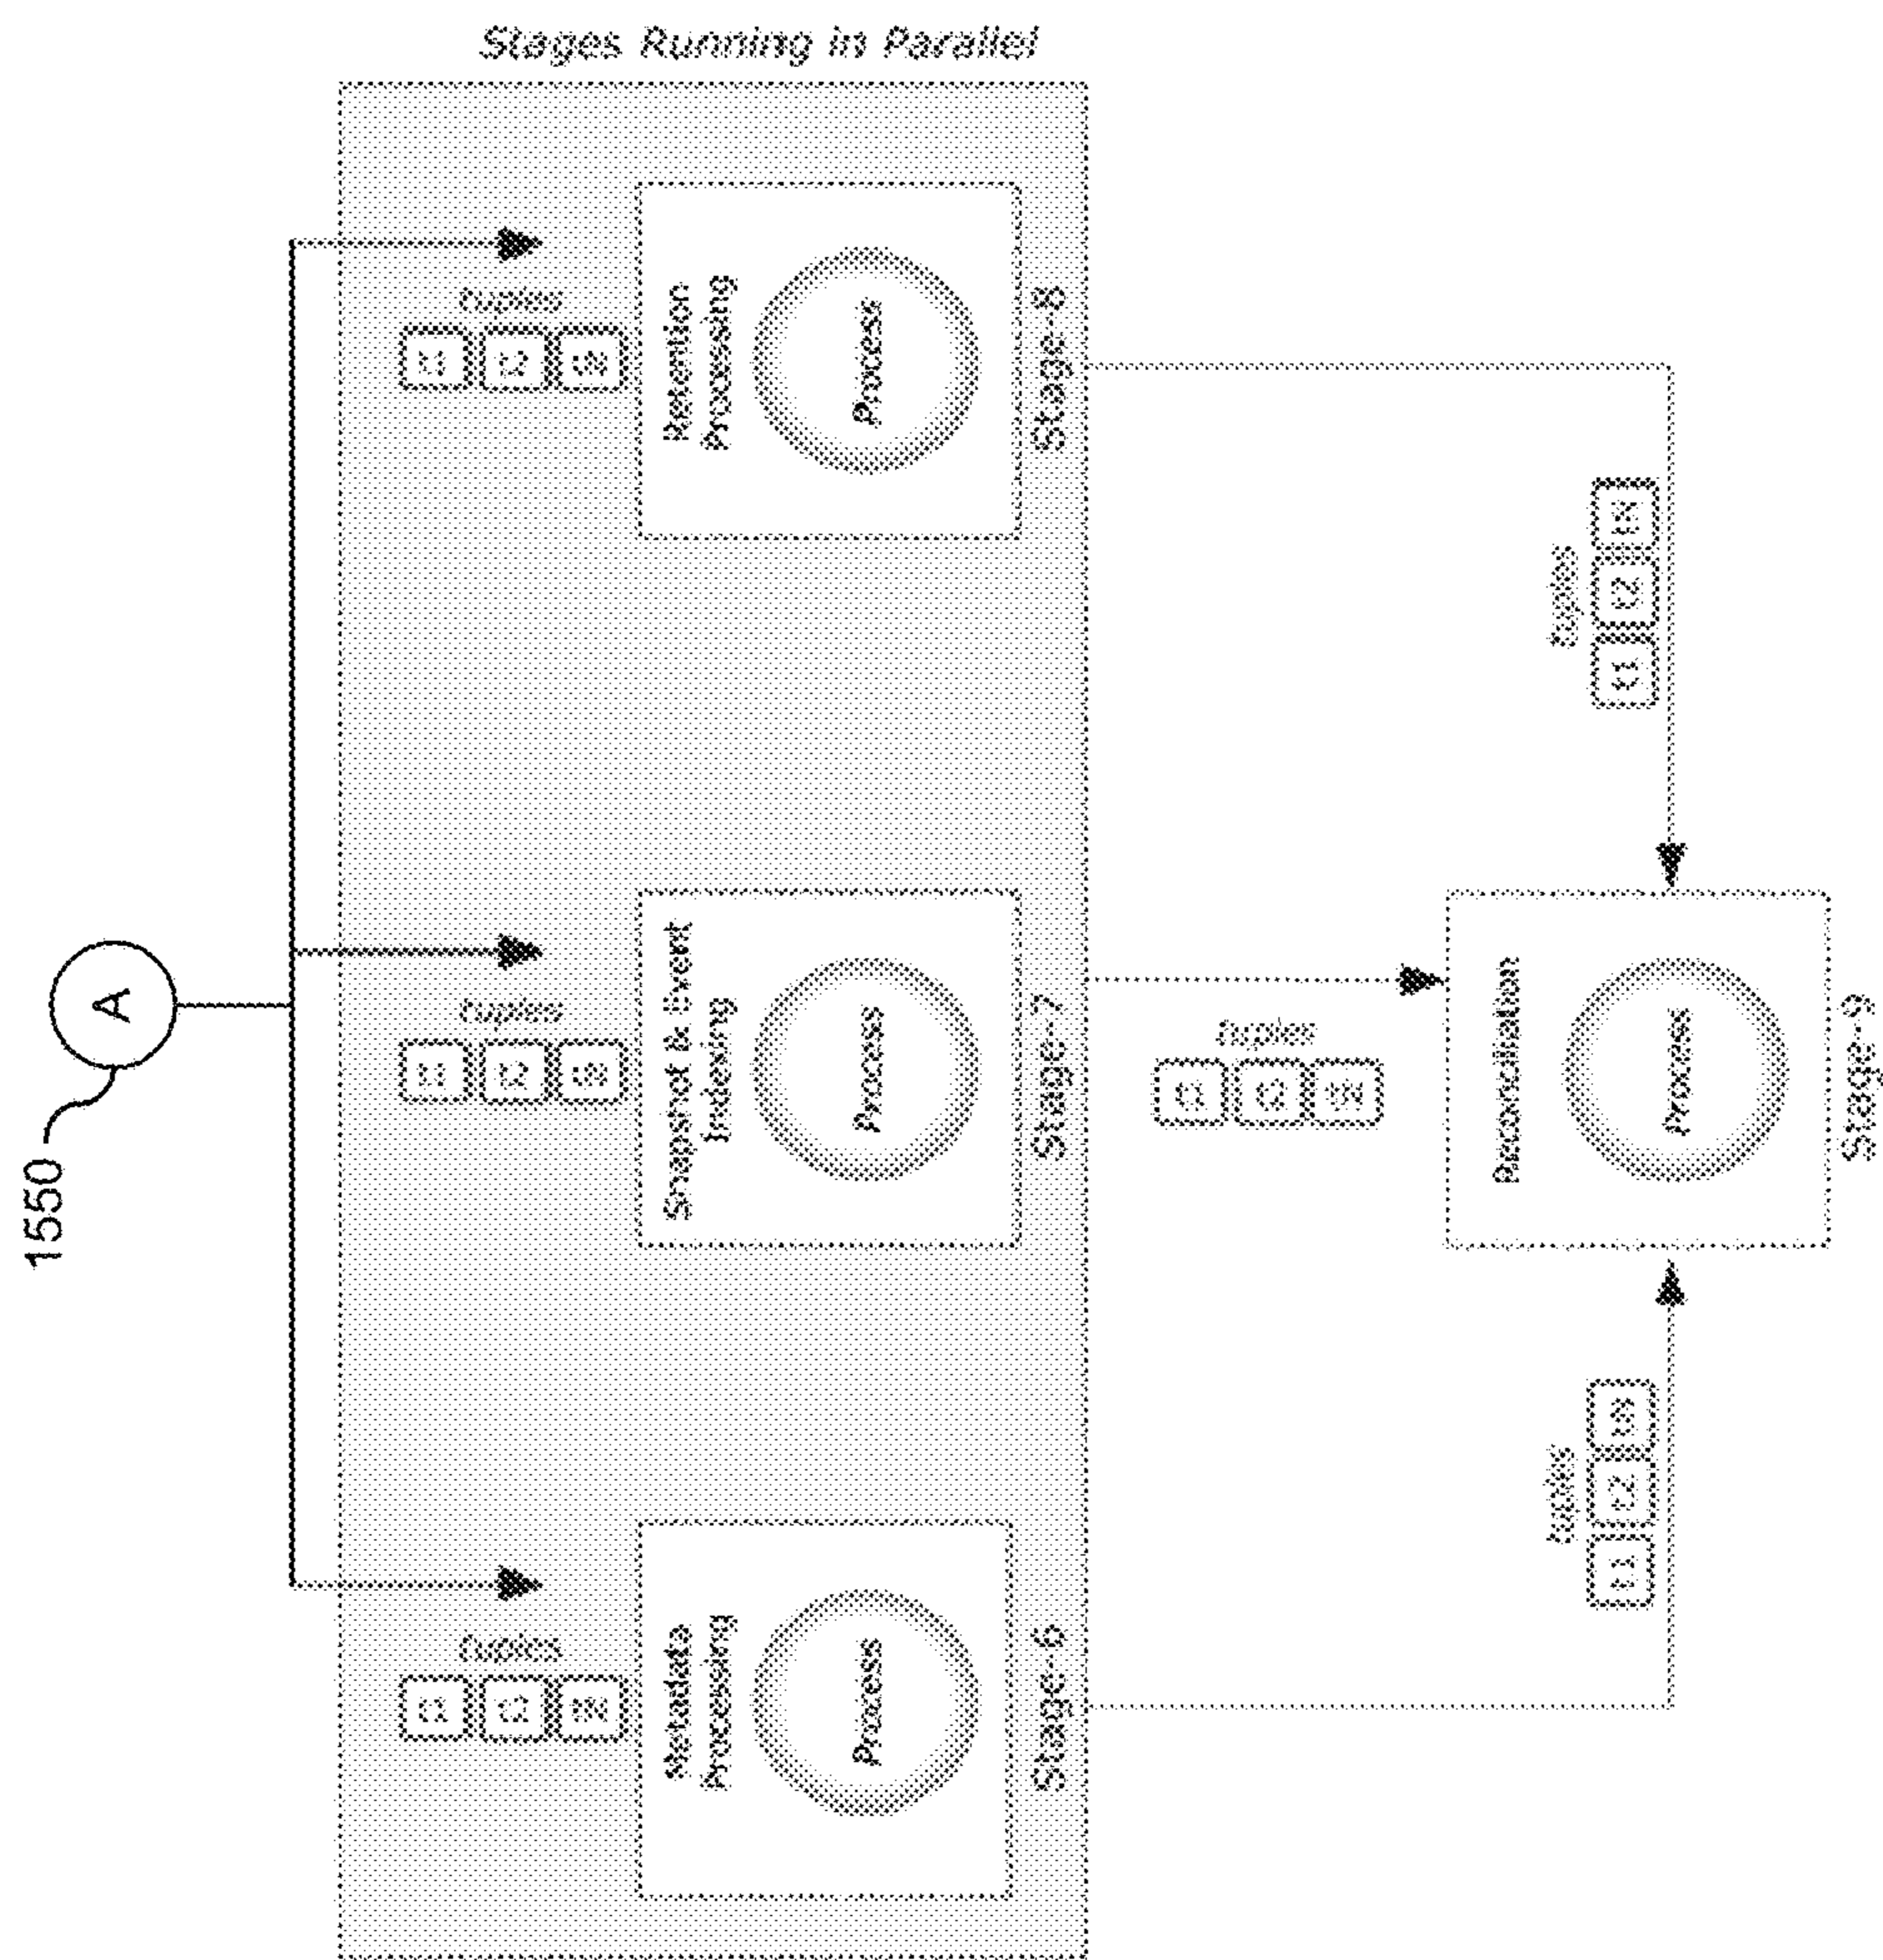 Stages Running in Parallel
1550
A
tuples
t1
t2
tN
Metadata
Processing
Process
Stage-6
tuples
t1
t2
tN
Snapshot & Event
Indexing
Process
Stage-7
tuples
t1
t2
tN
Retention
Processing
Process
Stage-8
tuples
t1 t2 tN
tuples
t1
t2
tN
tuples
t1 t2 tN
Reconciliation
Process
Stage-9